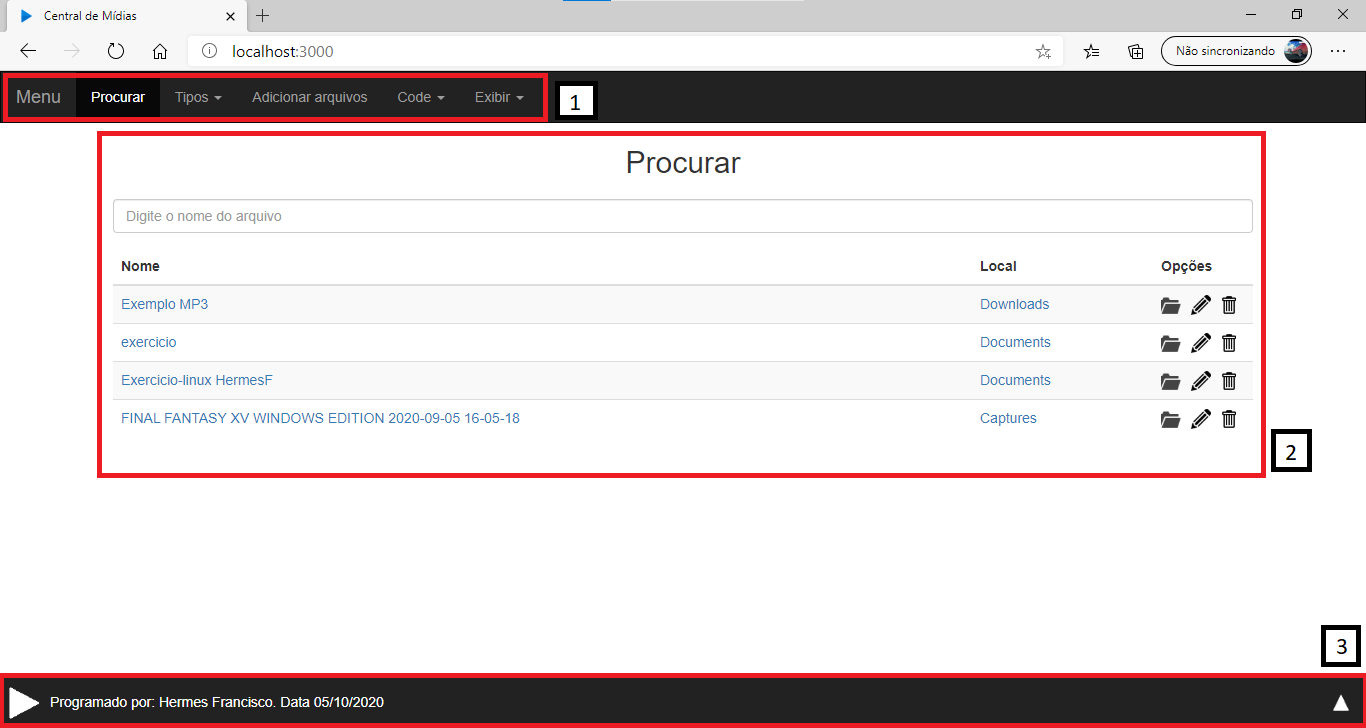 Central de Mídias
localhost:3000
Não sincronizando
Menu Procurar Tipos Adicionar arquivos Code Exibir
1
Procurar
Digite o nome do arquivo
Nome Local Opções
Exemplo MP3 Downloads
exercicio Documents
Exercicio-linux HermesF Documents
FINAL FANTASY XV WINDOWS EDITION 2020-09-05 16-05-18 Captures
2
3
Programado por: Hermes Francisco. Data 05/10/2020